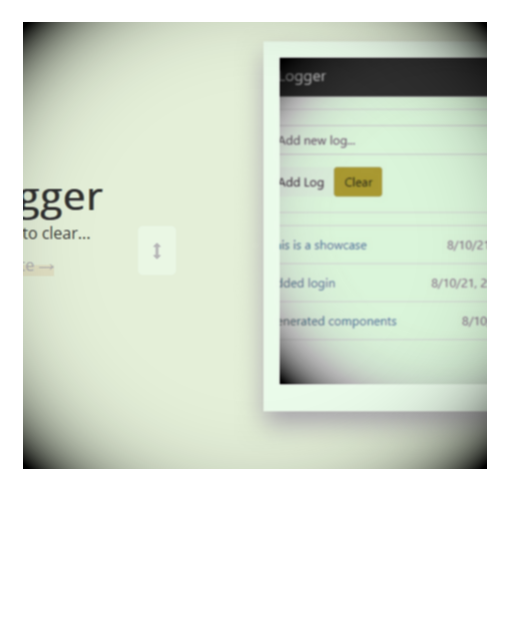 gger
to clear...
Logger
Add new log...
Add Log Clear
is is a showcase 8/10/21
dded login 8/10/21, 2
enerated components 8/10